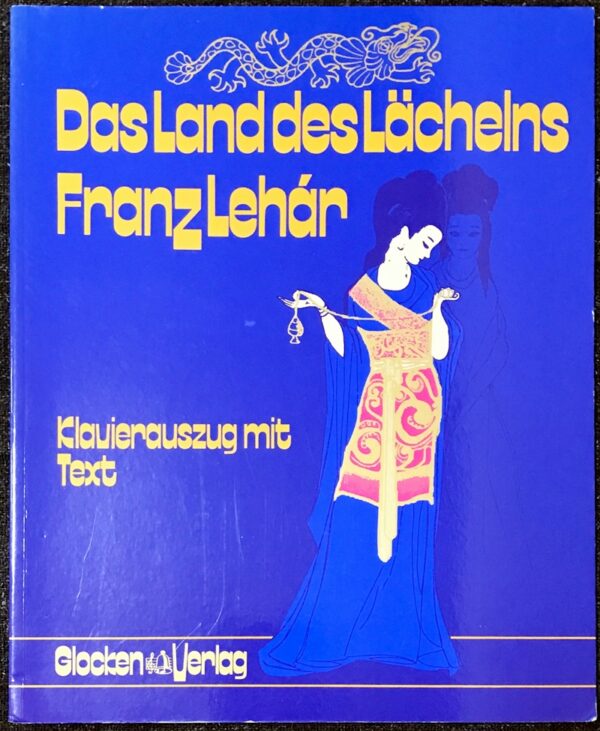 Das Land des Lächelns
Franz Lehár
Klavierauszug mit
Text
Glocken Verlag